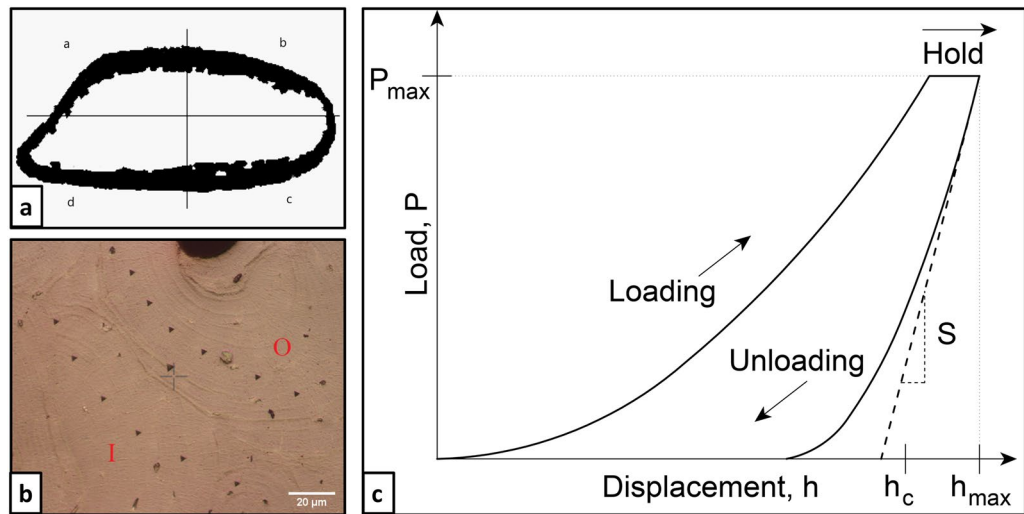 a
b
d
c
a
O
I
20 µm
b
Hold
Pmax
Load, P
Loading
Unloading
S
Displacement, h
hc
hmax
c